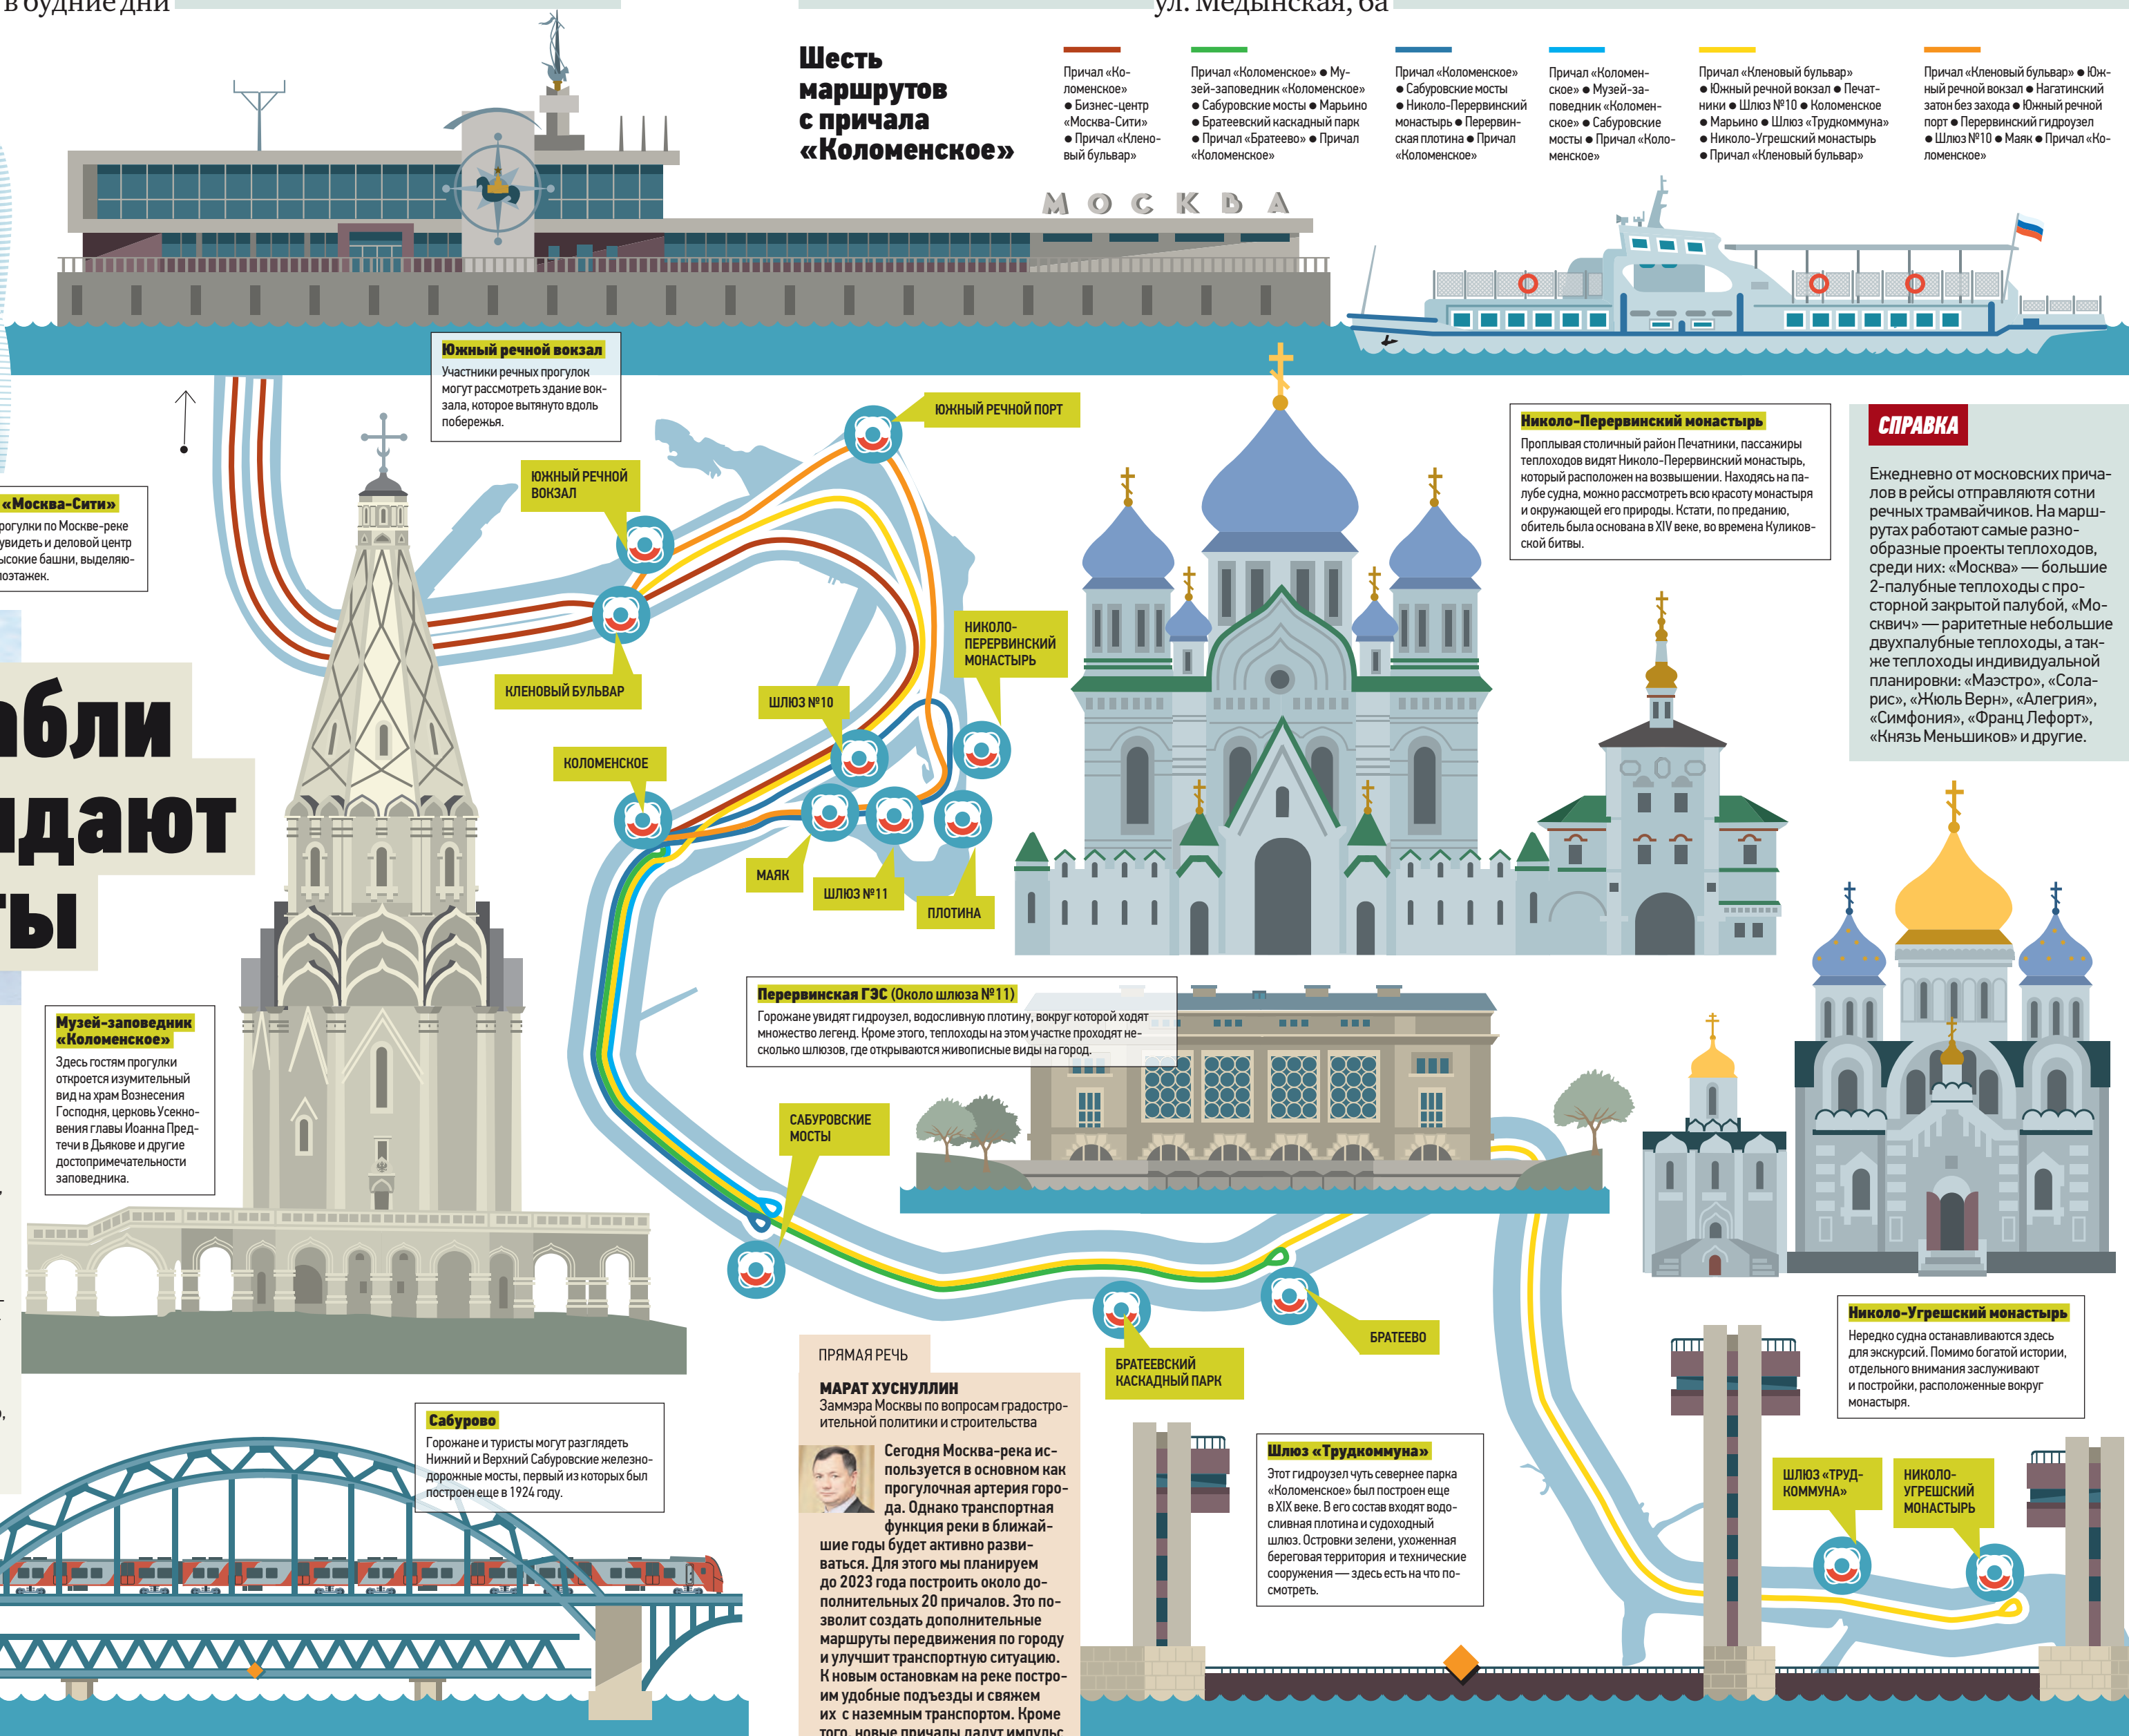 в будние дни
ул. Медынская, 6а
Шесть
маршрутов
с причала
«Коломенское»
Причал «Ко-
ломенское»
● Бизнес-центр
«Москва-Сити»
● Причал «Клено-
вый бульвар»
Причал «Коломенское» ● Му-
зей-заповедник «Коломенское»
● Сабуровские мосты ● Марьино
● Братеевский каскадный парк
● Причал «Братеево» ● Причал
«Коломенское»
Причал «Коломенское»
● Сабуровские мосты
● Николо-Перервинский
монастырь ● Перервин-
ская плотина ● Причал
«Коломенское»
Причал «Коломен-
ское» ● Музей-за-
поведник «Коломен-
ское» ● Сабуровские
мосты ● Причал «Коло-
менское»
Причал «Кленовый бульвар»
● Южный речной вокзал ● Печат-
ники ● Шлюз №10 ● Коломенское
● Марьино ● Шлюз «Трудкоммуна»
● Николо-Угрешский монастырь
● Причал «Кленовый бульвар»
Причал «Кленовый бульвар» ● Юж-
ный речной вокзал ● Нагатинский
затон без захода ● Южный речной
порт ● Перервинский гидроузел
● Шлюз №10 ● Маяк ● Причал «Ко-
ломенское»
МОСКВА
Южный речной вокзал
Участники речных прогулок
могут рассмотреть здание вок-
зала, которое вытянуто вдоль
побережья.
ЮЖНЫЙ РЕЧНОЙ ПОРТ
ЮЖНЫЙ РЕЧНОЙ
ВОКЗАЛ
Николо-Перервинский монастырь
Проплывая столичный район Печатники, пассажиры
теплоходов видят Николо-Перервинский монастырь,
который расположен на возвышении. Находясь на па-
лубе судна, можно рассмотреть всю красоту монастыря
и окружающей его природы. Кстати, по преданию,
обитель была основана в XIV веке, во времена Куликов-
ской битвы.
СПРАВКА
Ежедневно от московских прича-
лов в рейсы отправляютя сотни
речных трамвайчиков. На марш-
рутах работают самые разно-
образные проекты теплоходов,
среди них: «Москва» — большие
2-палубные теплоходы с про-
сторной закрытой палубой, «Мо-
сквич» — раритетные небольшие
двухпалубные теплоходы, а так-
же теплоходы индивидуальной
планировки: «Маэстро», «Сола-
рис», «Жюль Верн», «Алегрия»,
«Симфония», «Франц Лефорт»,
«Князь Меньшиков» и другие.
«Москва-Сити»
рогулки по Москве-реке
увидеть и деловой центр
ысокие башни, выделяю-
поэтажек.
абли
идают
ты
НИКОЛО-
ПЕРЕРВИНСКИЙ
МОНАСТЫРЬ
КЛЕНОВЫЙ БУЛЬВАР
ШЛЮЗ №10
КОЛОМЕНСКОЕ
МАЯК
ШЛЮЗ №11
ПЛОТИНА
Перервинская ГЭС (Около шлюза №11)
Горожане увидят гидроузел, водосливную плотину, вокруг которой ходят
множество легенд. Кроме этого, теплоходы на этом участке проходят не-
сколько шлюзов, где открываются живописные виды на город.
Музей-заповедник
«Коломенское»
Здесь гостям прогулки
откроется изумительный
вид на храм Вознесения
Господня, церковь Усекно-
вения главы Иоанна Пред-
течи в Дьякове и другие
достопримечательности
заповедника.
САБУРОВСКИЕ
МОСТЫ
БРАТЕЕВО
БРАТЕЕВСКИЙ
КАСКАДНЫЙ ПАРК
Николо-Угрешский монастырь
Нередко судна останавливаются здесь
для экскурсий. Помимо богатой истории,
отдельного внимания заслуживают
и постройки, расположенные вокруг
монастыря.
Сабурово
Горожане и туристы могут разглядеть
Нижний и Верхний Сабуровские железно-
дорожные мосты, первый из которых был
построен еще в 1924 году.
ПРЯМАЯ РЕЧЬ
МАРАТ ХУСНУЛЛИН
Заммэра Москвы по вопросам градостро-
ительной политики и строительства
Сегодня Москва-река ис-
пользуется в основном как
прогулочная артерия горо-
да. Однако транспортная
функция реки в ближай-
шие годы будет активно разви-
ваться. Для этого мы планируем
до 2023 года построить около до-
полнительных 20 причалов. Это по-
зволит создать дополнительные
маршруты передвижения по городу
и улучшит транспортную ситуацию.
К новым остановкам на реке постро-
им удобные подъезды и свяжем
их с наземным транспортом. Кроме
того, новые причалы дадут импульс
Шлюз «Трудкоммуна»
Этот гидроузел чуть севернее парка
«Коломенское» был построен еще
в XIX веке. В его состав входят водо-
сливная плотина и судоходный
шлюз. Островки зелени, ухоженная
береговая территория и технические
сооружения — здесь есть на что по-
смотреть.
ШЛЮЗ «ТРУД-
КОММУНА»
НИКОЛО-
УГРЕШСКИЙ
МОНАСТЫРЬ